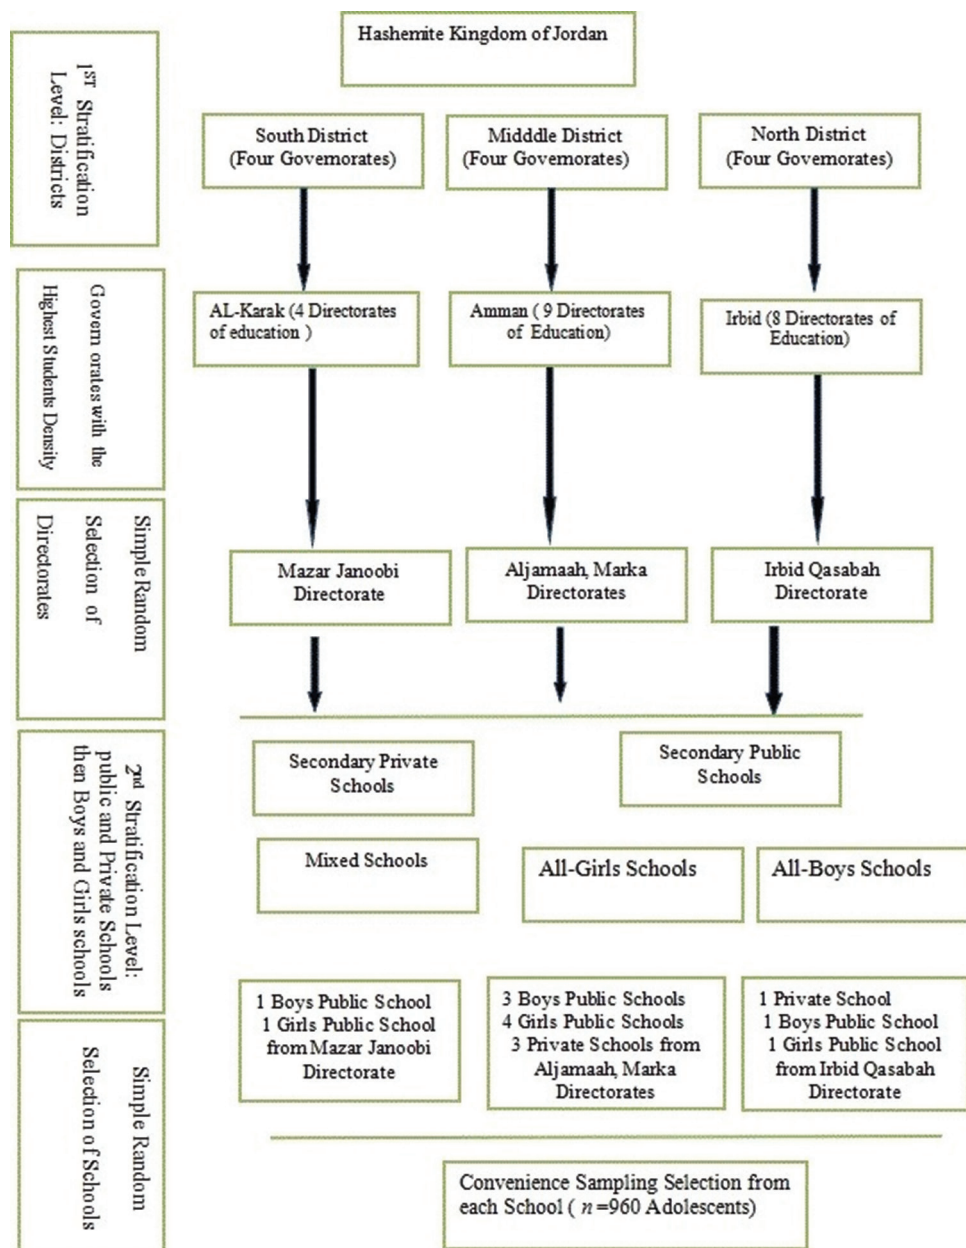 Hashemite Kingdom of Jordan
1ST Stratification
Level: Districts
South District
(Four Governorates)
Midddle District
(Four Governorates)
North District
(Four Governorates)
Govern orates with the
Highest Students Density
AL-Karak (4 Directorates
of education )
Amman ( 9 Directorates
of Education)
Irbid (8 Directorates of
Education)
Simple Random
Selection of
Directorates
Mazar Janoobi
Directorate
Aljamaah, Marka
Directorates
Irbid Qasabah
Directorate
2nd Stratification Level:
public and Private Schools
then Boys and Girls schools
Secondary Private
Schools
Secondary Public
Schools
Mixed Schools
All-Girls Schools
All-Boys Schools
Simple Random
Selection of Schools
1 Boys Public School
1 Girls Public School
from Mazar Janoobi
Directorate
3 Boys Public Schools
4 Girls Public Schools
3 Private Schools from
Aljamaah, Marka
Directorates
1 Private School
1 Boys Public School
1 Girls Public School
from Irbid Qasabah
Directorate
Convenience Sampling Selection from
each School ( n =960 Adolescents)